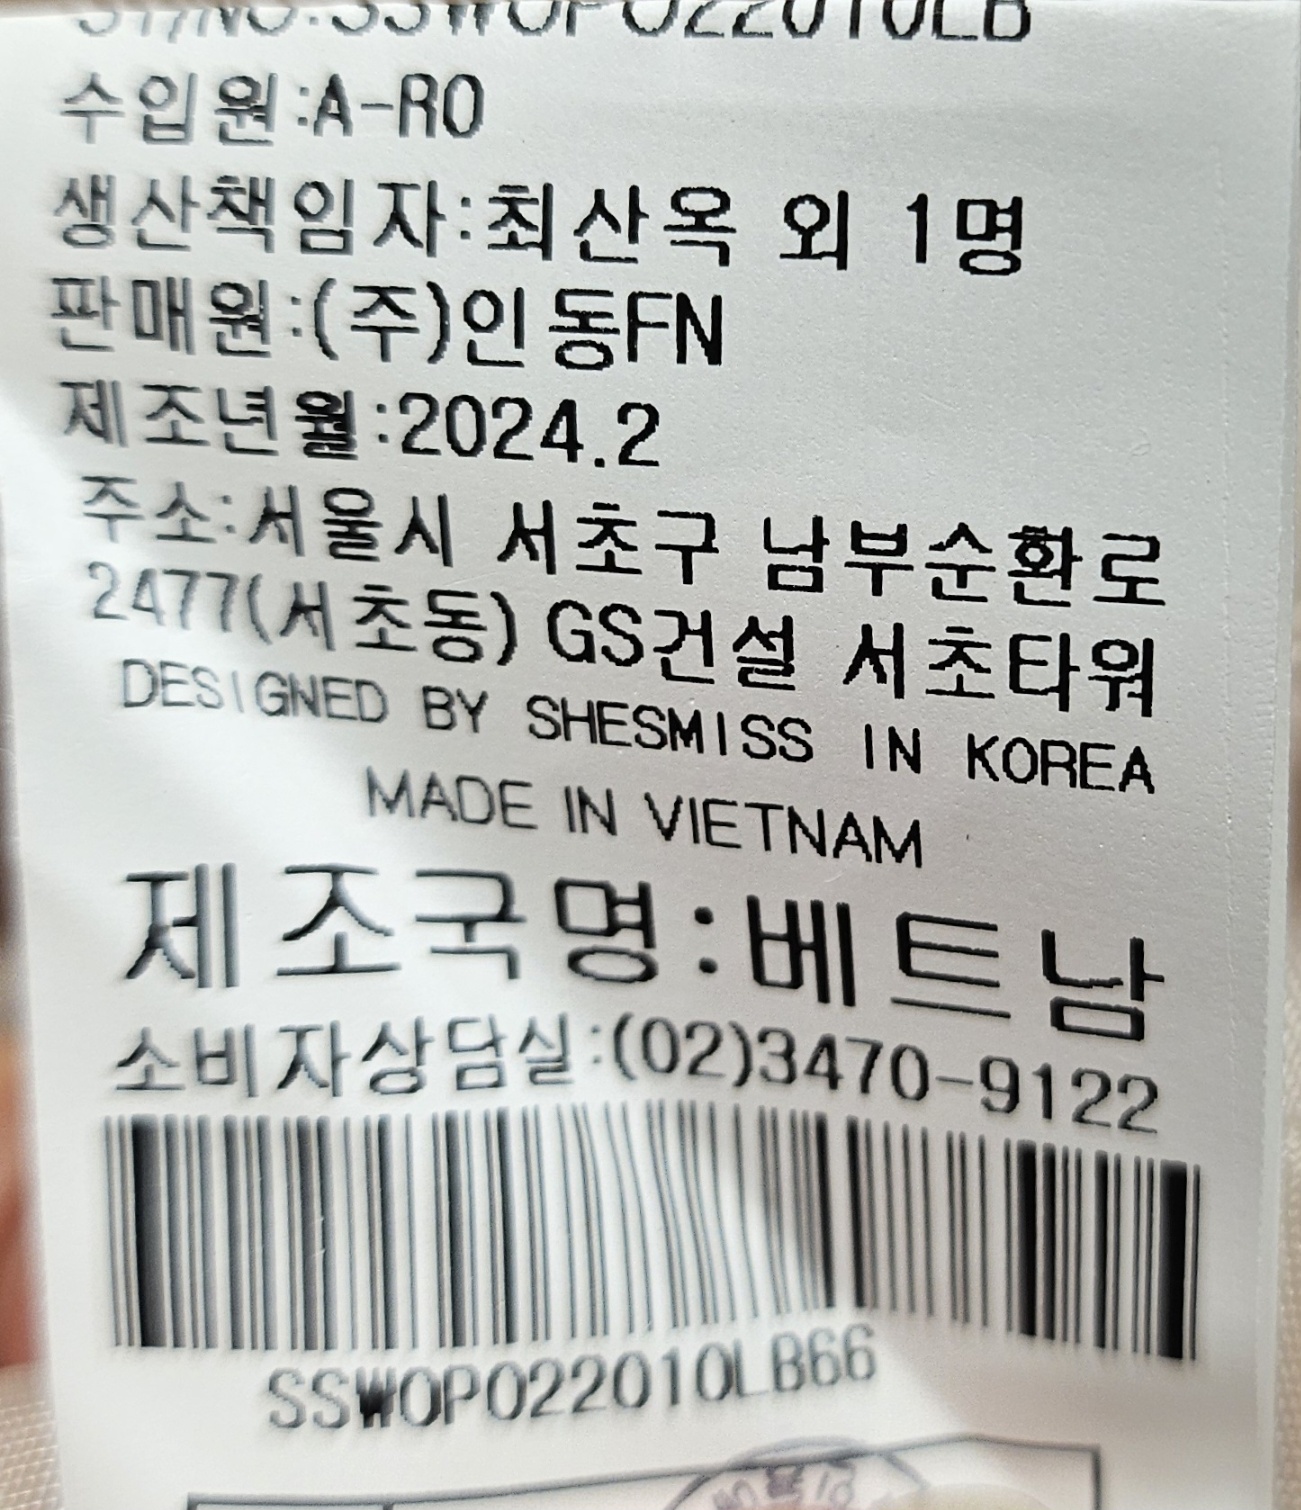 ST/NO:SSWOPO22010LB
수입원:A-RO
생산책임자:최산옥 외 1명
판매원:(주)인동FN
제조년월:2024.2
주소:서울시 서초구 남부순환로
2477(서초동) GS건설 서초타워
DESIGNED BY SHESMISS IN KOREA
MADE IN VIETNAM
제조국명:베트남
소비자상담실:(02)3470-9122
SSWOPO22010LB66